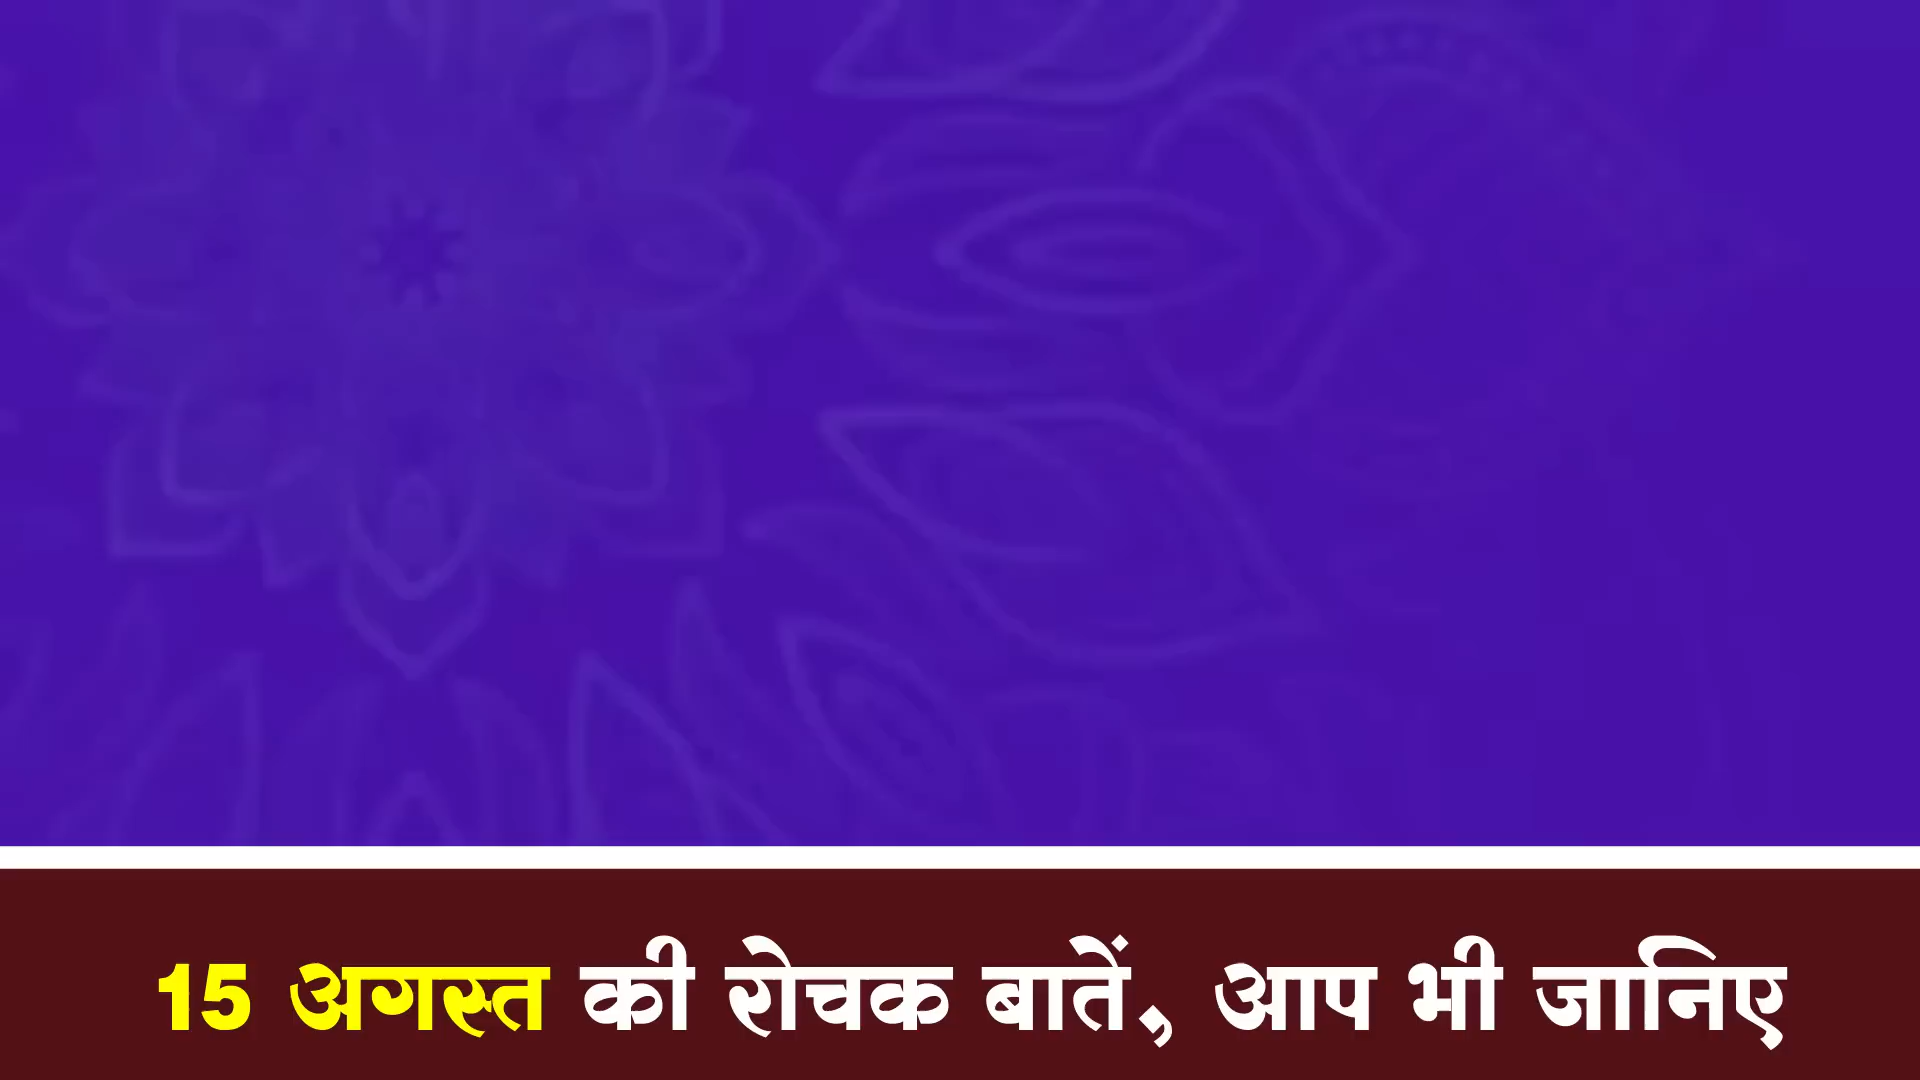 15 अगस्त की रोचक बातें, आप भी जानिए